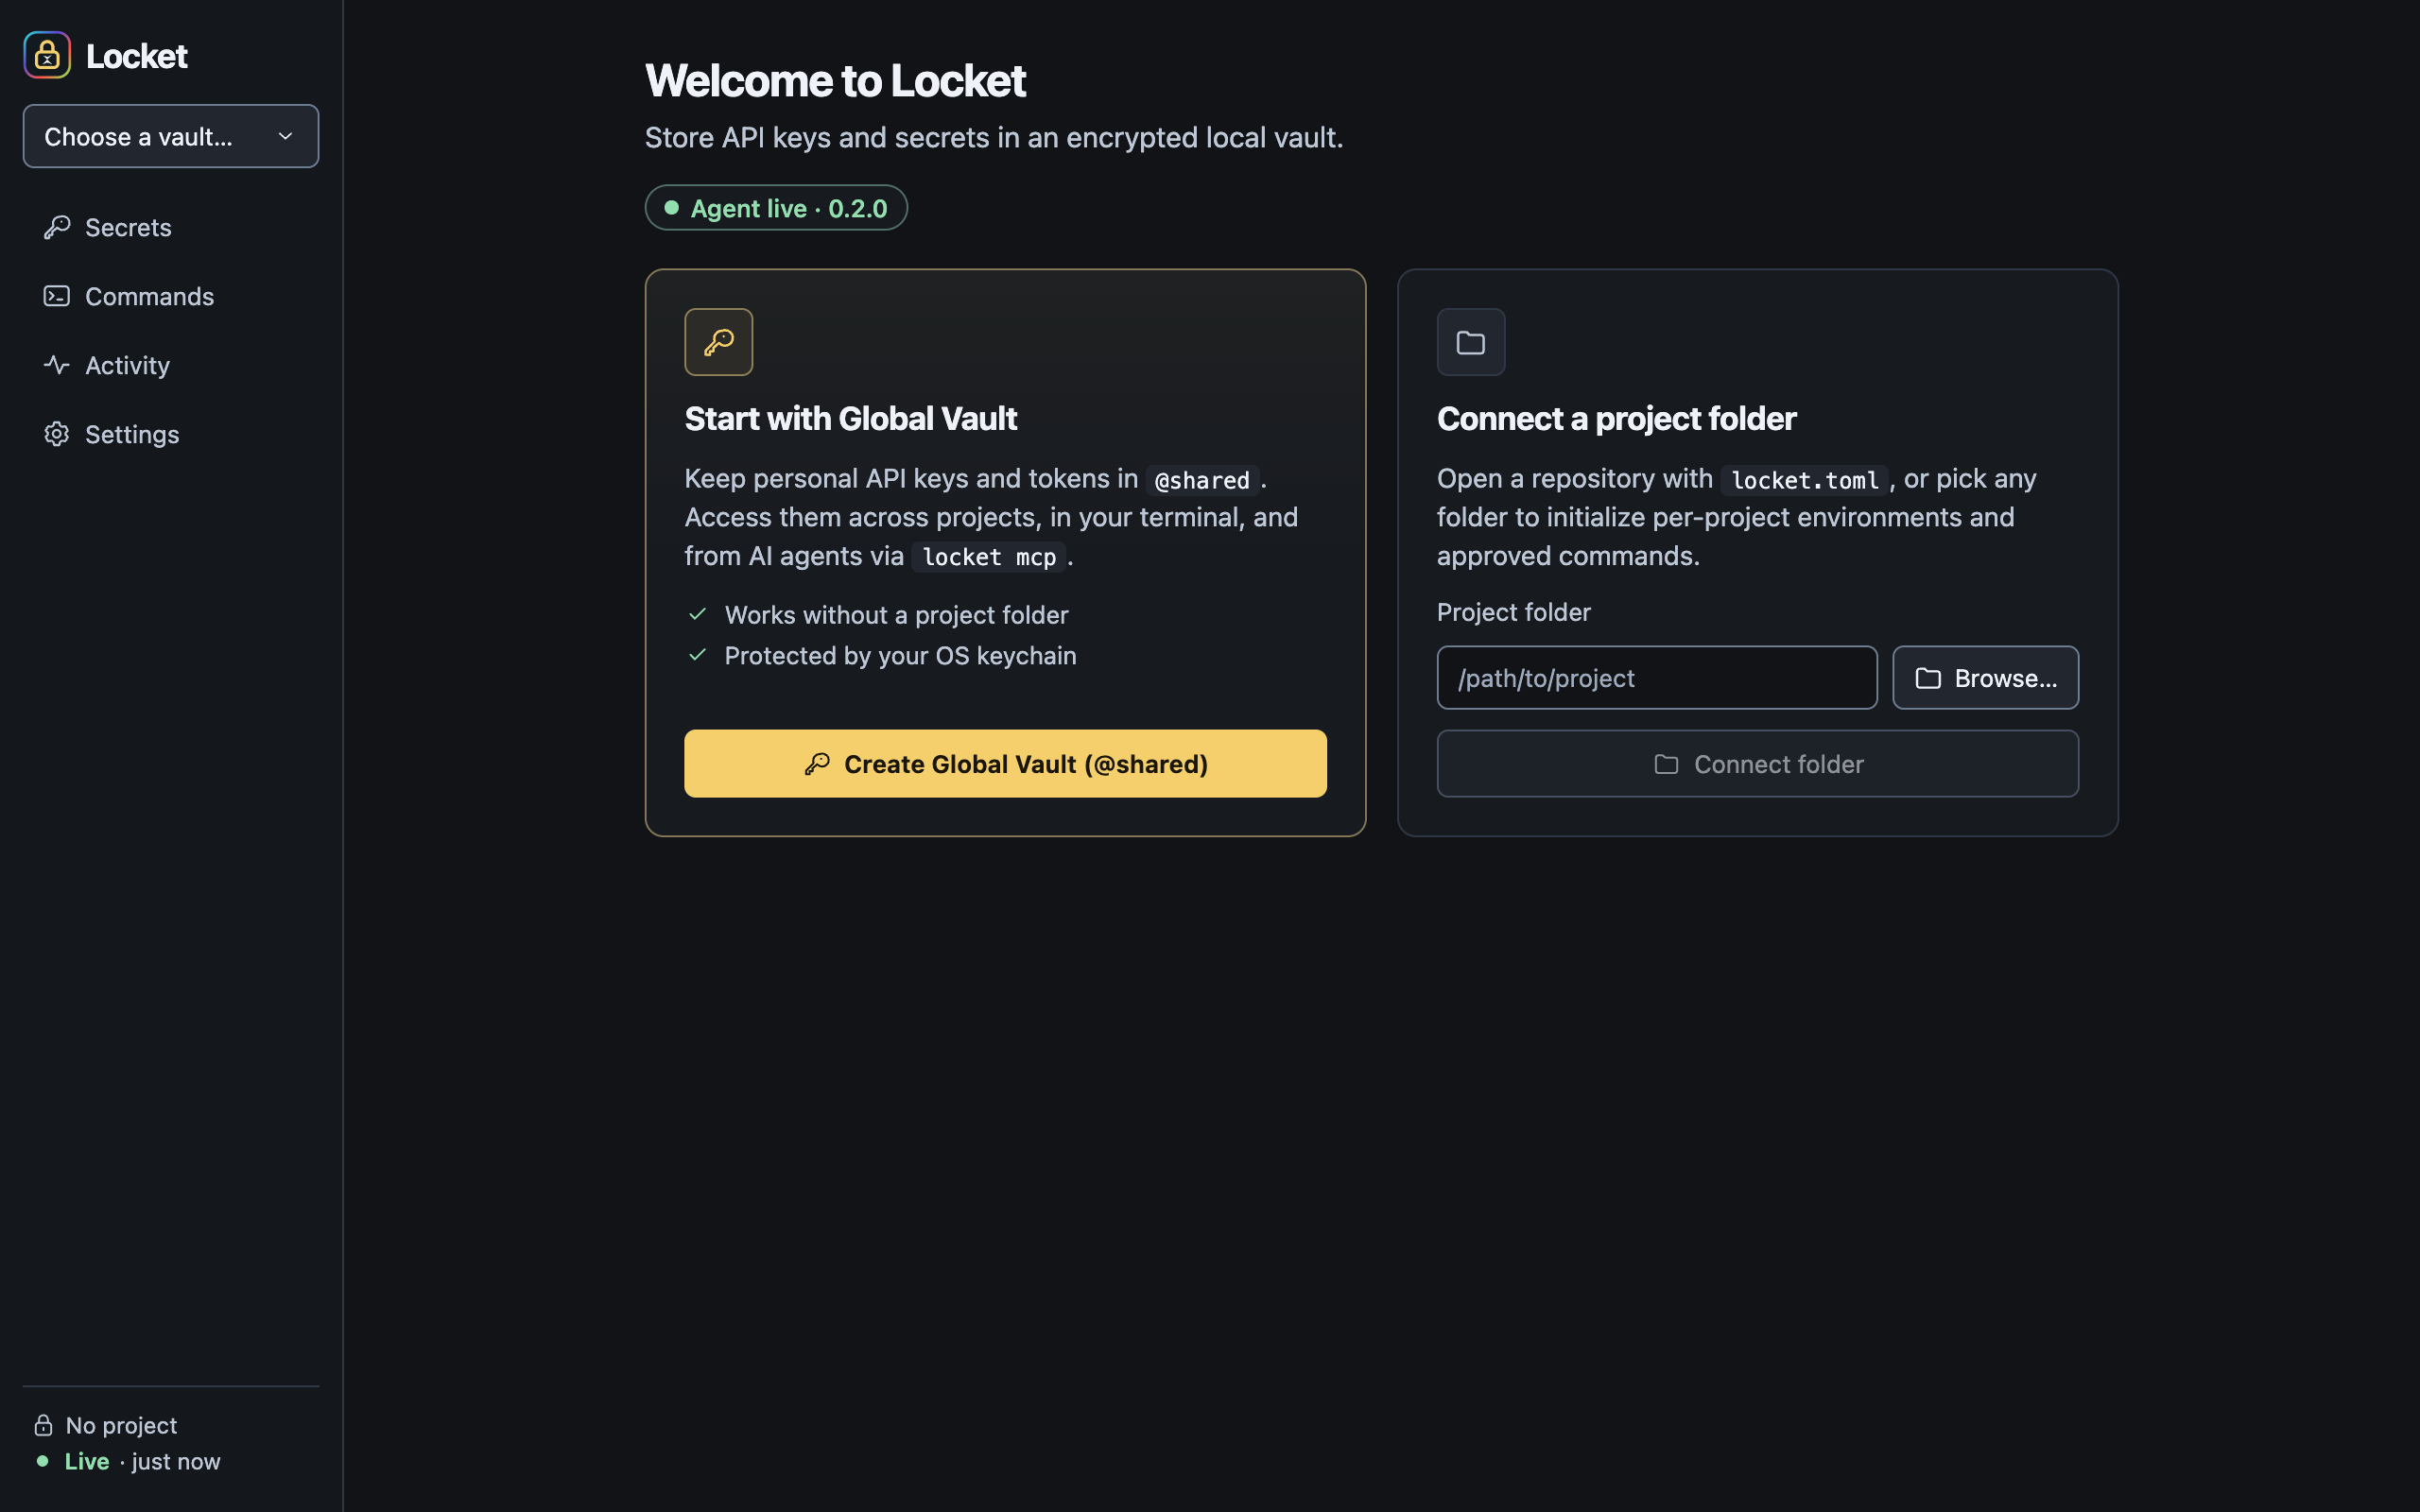 Locket
Choose a vault...
Secrets
Commands
Activity
Settings
No project
Live · just now
Welcome to Locket
Store API keys and secrets in an encrypted local vault.
Agent live · 0.2.0
Start with Global Vault
Keep personal API keys and tokens in @shared.
Access them across projects, in your terminal, and
from AI agents via locket mcp.
Works without a project folder
Protected by your OS keychain
Create Global Vault (@shared)
Connect a project folder
Open a repository with locket.toml, or pick any
folder to initialize per-project environments and
approved commands.
Project folder
/path/to/project
Browse...
Connect folder